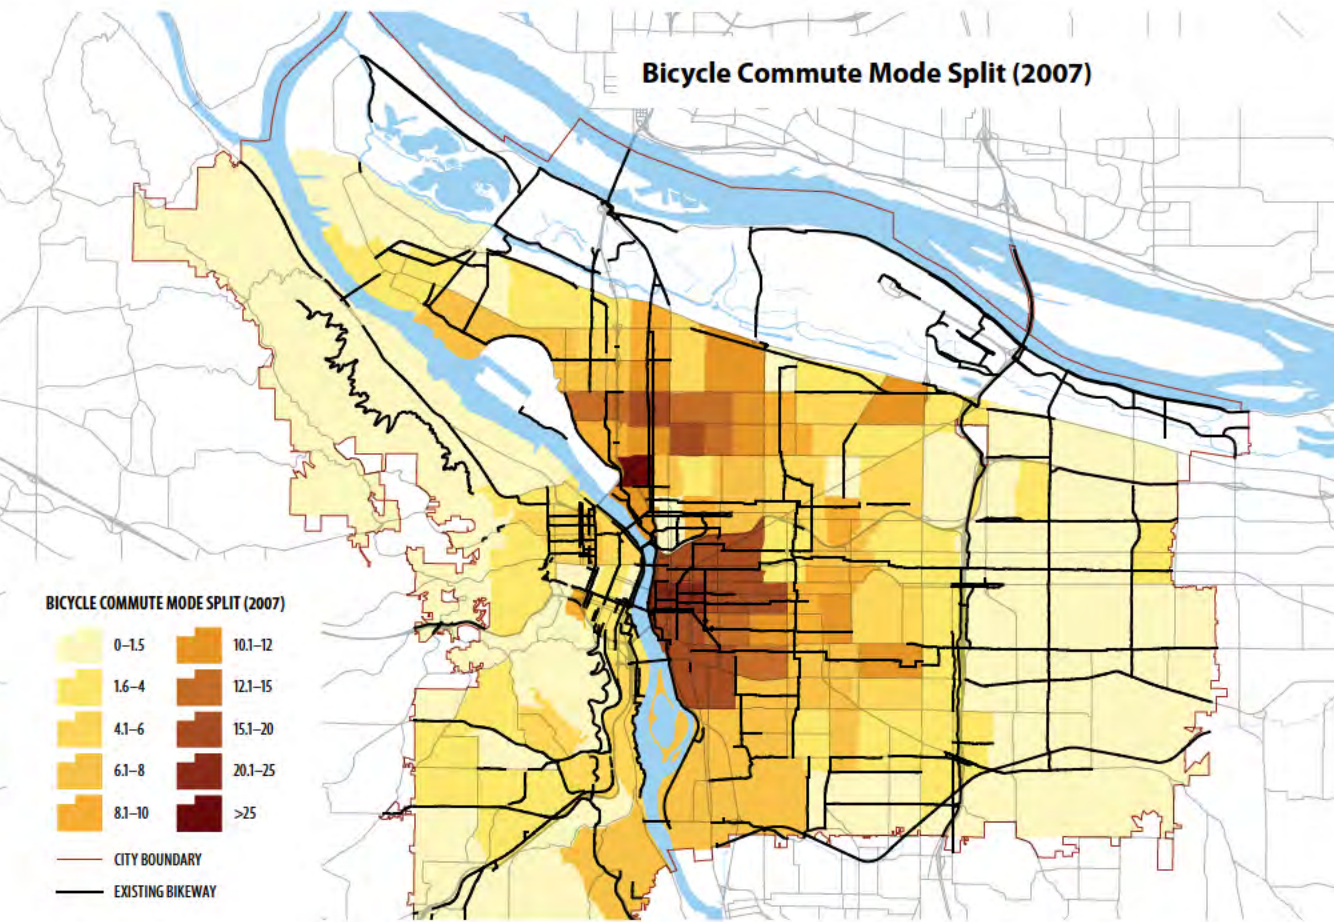 Bicycle Commute Mode Split (2007)
BICYCLE COMMUTE MODE SPLIT (2007)
0–1.5
1.6–4
4.1–6
6.1–8
8.1–10
10.1–12
12.1–15
15.1–20
20.1–25
>25
CITY BOUNDARY
EXISTING BIKEWAY